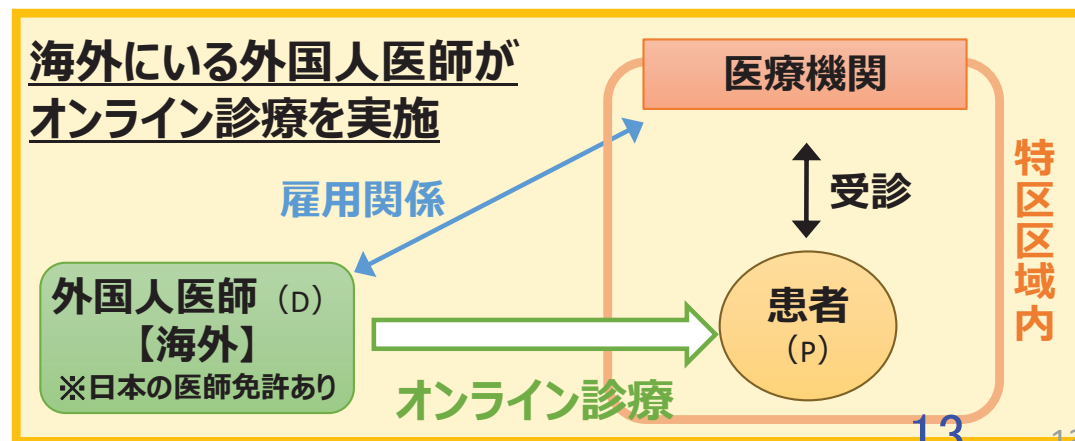 海外にいる外国人医師が
オンライン診療を実施
医療機関
受診
特区区域内
雇用関係
外国人医師（D）
【海外】
※日本の医師免許あり
患者
（P）
オンライン診療
13